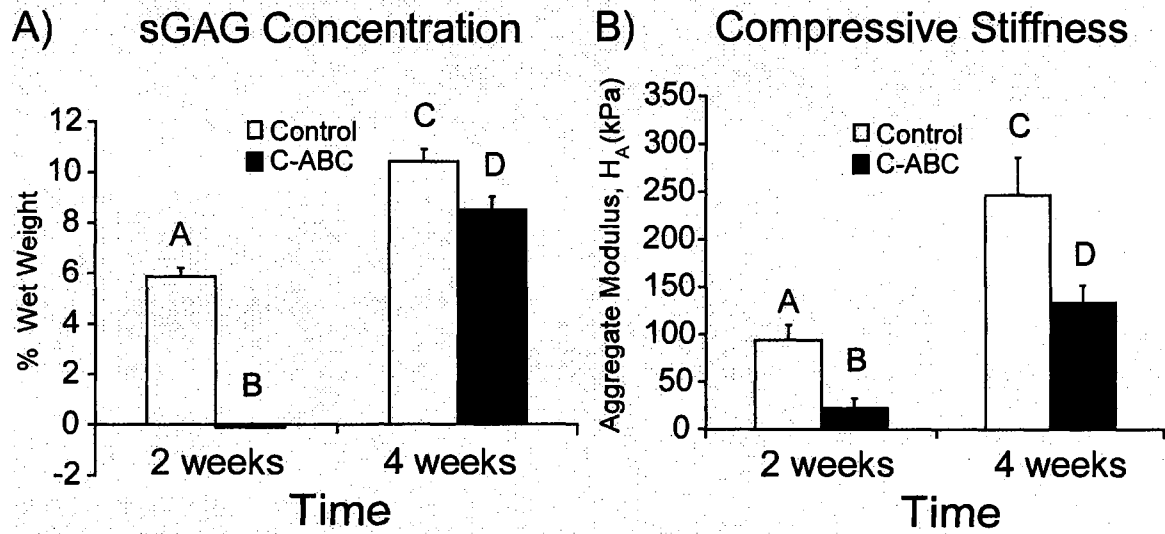 A) sGAG Concentration
% Wet Weight
12
10
8
6
4
2
0
-2
Control
C-ABC
A
B
C
D
2 weeks
4 weeks
Time
B) Compressive Stiffness
Aggregate Modulus, HA (kPa)
350
300
250
200
150
100
50
0
Control
C-ABC
A
B
C
D
2 weeks
4 weeks
Time